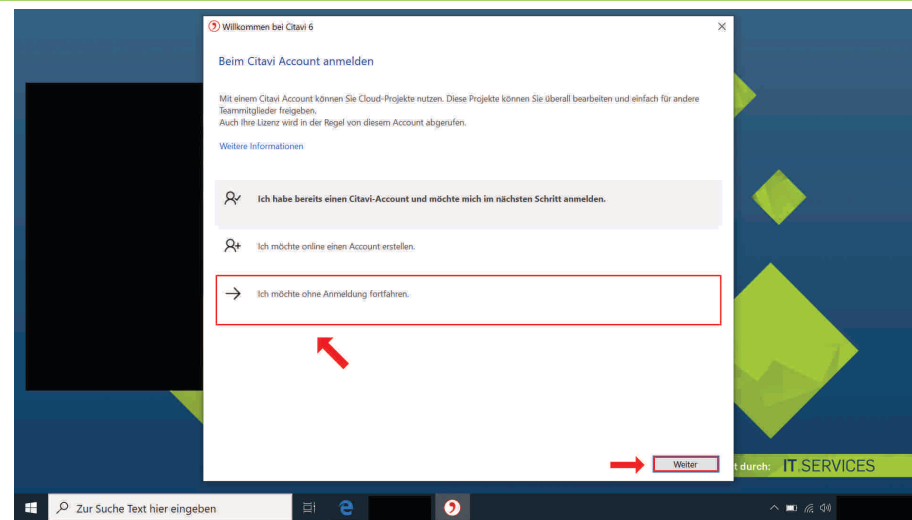 Willkommen bei Citavi 6
Beim Citavi Account anmelden
Mit einem Citavi Account können Sie Cloud-Projekte nutzen. Diese Projekte können Sie überall bearbeiten und einfach für andere
Teammitglieder freigeben.
Auch Ihre Lizenz wird in der Regel von diesem Account abgerufen.
Weitere Informationen
Ich habe bereits einen Citavi-Account und möchte mich im nächsten Schritt anmelden.
Ich möchte online einen Account erstellen.
Ich möchte ohne Anmeldung fortfahren.
Weiter
t durch: IT.SERVICES
Zur Suche Text hier eingeben